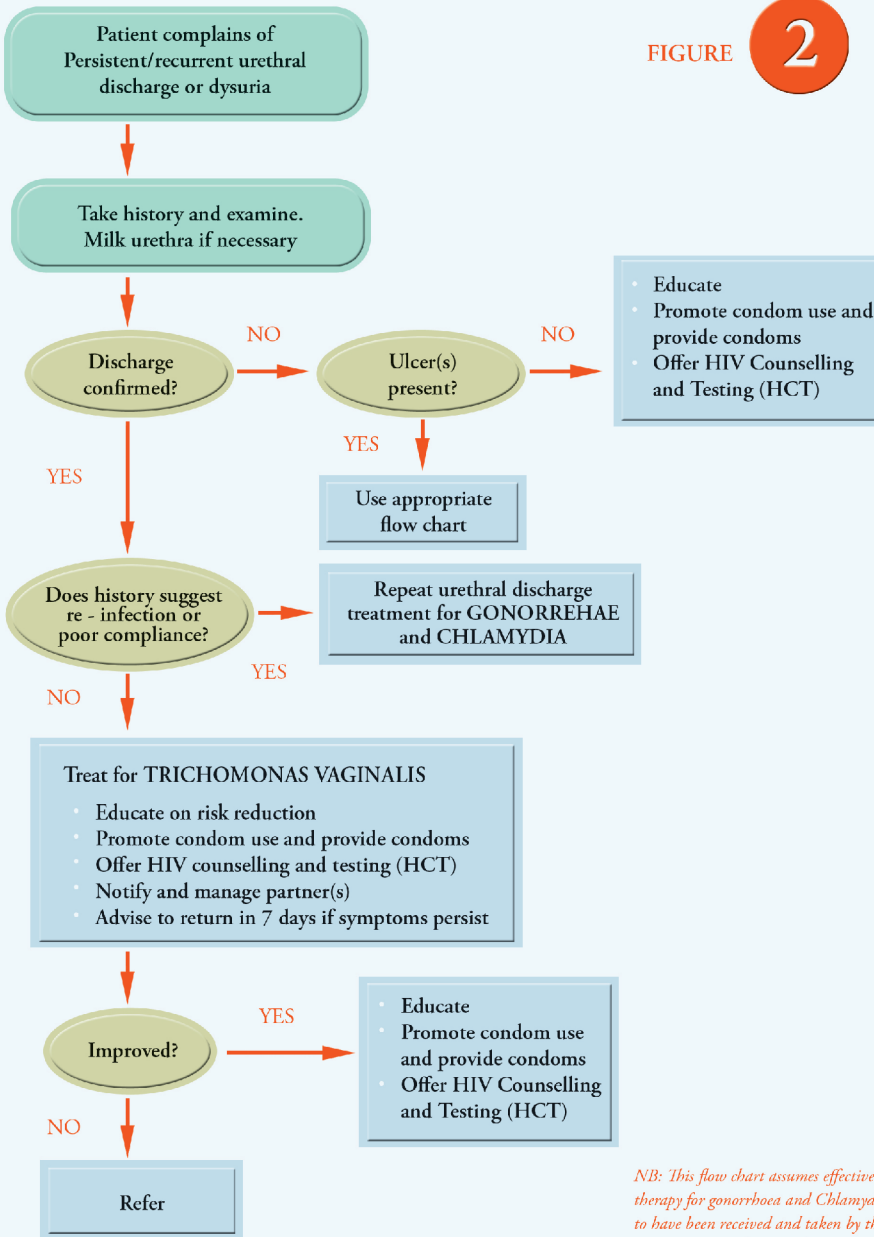 Patient complains of
Persistent/recurrent urethral
discharge or dysuria
FIGURE 2
Take history and examine.
Milk urethra if necessary
Discharge
confirmed?
NO
Ulcer(s)
present?
NO
• Educate
• Promote condom use and
provide condoms
• Offer HIV Counselling
and Testing (HCT)
YES
YES
Use appropriate
flow chart
Does history suggest
re - infection or
poor compliance?
YES
Repeat urethral discharge
treatment for GONORREHAE
and CHLAMYDIA
NO
Treat for TRICHOMONAS VAGINALIS
• Educate on risk reduction
• Promote condom use and provide condoms
• Offer HIV counselling and testing (HCT)
• Notify and manage partner(s)
• Advise to return in 7 days if symptoms persist
Improved?
YES
• Educate
• Promote condom use
and provide condoms
• Offer HIV Counselling
and Testing (HCT)
NO
Refer
NB: This flow chart assumes effective
therapy for gonorrhoea and
to have been received and taken by